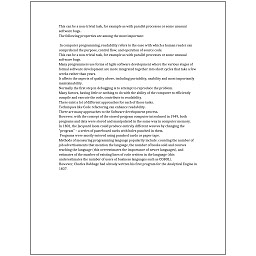 This can be a non-trivial task, for example as with parallel processes or some unusual
software bugs.
The following properties are among the most important:

In computer programming, readability refers to the ease with which a human reader can
comprehend the purpose, control flow, and operation of source code.
This can be a non-trivial task, for example as with parallel processes or some unusual
software bugs.
Many programmers use forms of Agile software development where the various stages of
formal software development are more integrated together into short cycles that take a few
weeks rather than years.
It affects the aspects of quality above, including portability, usability and most importantly
maintainability.
Normally the first step in debugging is to attempt to reproduce the problem.
Many factors, having little or nothing to do with the ability of the computer to efficiently
compile and execute the code, contribute to readability.
There exist a lot of different approaches for each of those tasks.
Techniques like Code refactoring can enhance readability.
There are many approaches to the Software development process.
However, with the concept of the stored-program computer introduced in 1949, both
programs and data were stored and manipulated in the same way in computer memory.
In 1801, the Jacquard loom could produce entirely different weaves by changing the
"program" – a series of pasteboard cards with holes punched in them.
Programs were mostly entered using punched cards or paper tape.
Methods of measuring programming language popularity include: counting the number of
job advertisements that mention the language, the number of books sold and courses
teaching the language (this overestimates the importance of newer languages), and
estimates of the number of existing lines of code written in the language (this
underestimates the number of users of business languages such as COBOL).
However, Charles Babbage had already written his first program for the Analytical Engine in
1837.